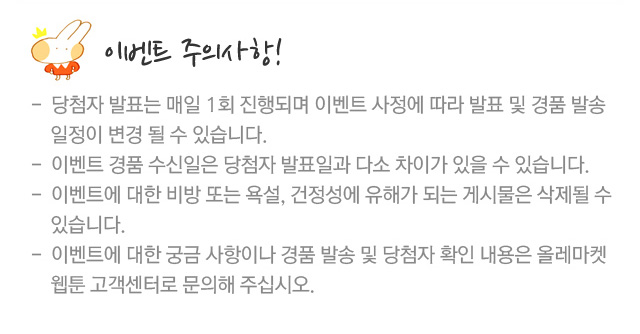 이벤트 주의사항!
- 당첨자 발표는 매일 1회 진행되며 이벤트 사정에 따라 발표 및 경품 발송
일정이 변경 될 수 있습니다.
- 이벤트 경품 수신일은 당첨자 발표일과 다소 차이가 있을 수 있습니다.
- 이벤트에 대한 비방 또는 욕설, 건정성에 유해가 되는 게시물은 삭제될 수
있습니다.
- 이벤트에 대한 궁금 사항이나 경품 발송 및 당첨자 확인 내용은 올레마켓
웹툰 고객센터로 문의해 주십시오.